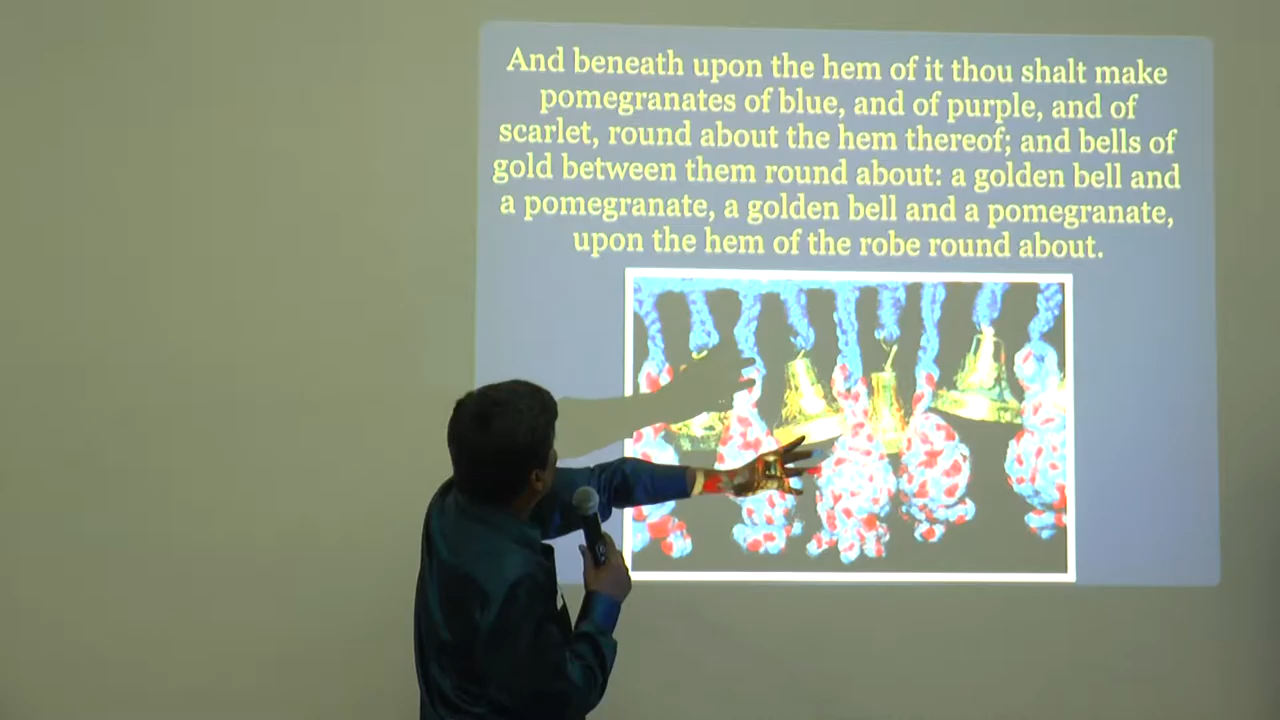 And beneath upon the hem of it thou shalt make
pomegranates of blue, and of purple, and of
scarlet, round about the hem thereof; and bells of
gold between them round about: a golden bell and
a pomegranate, a golden bell and a pomegranate,
upon the hem of the robe round about.